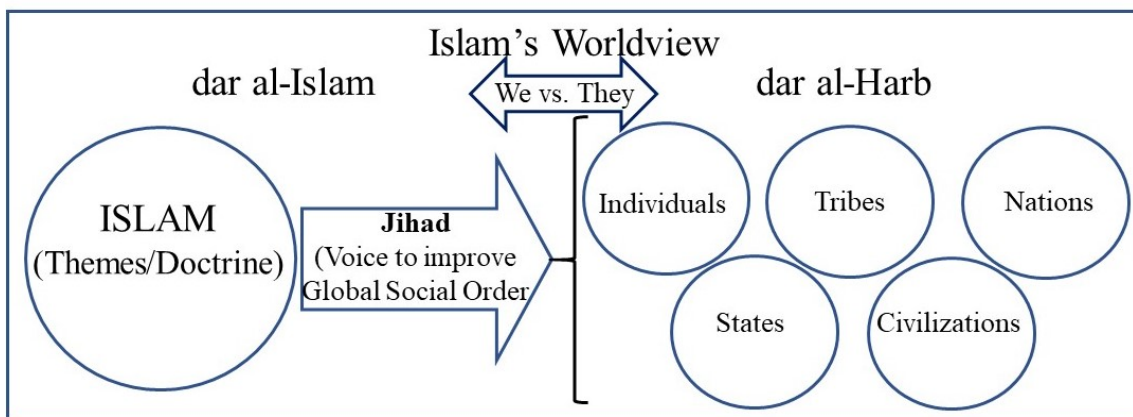 Islam's Worldview
dar al-Islam
We vs. They
dar al-Harb
ISLAM
(Themes/Doctrine)
Jihad
(Voice to improve
Global Social Order
Individuals
Tribes
Nations
States
Civilizations